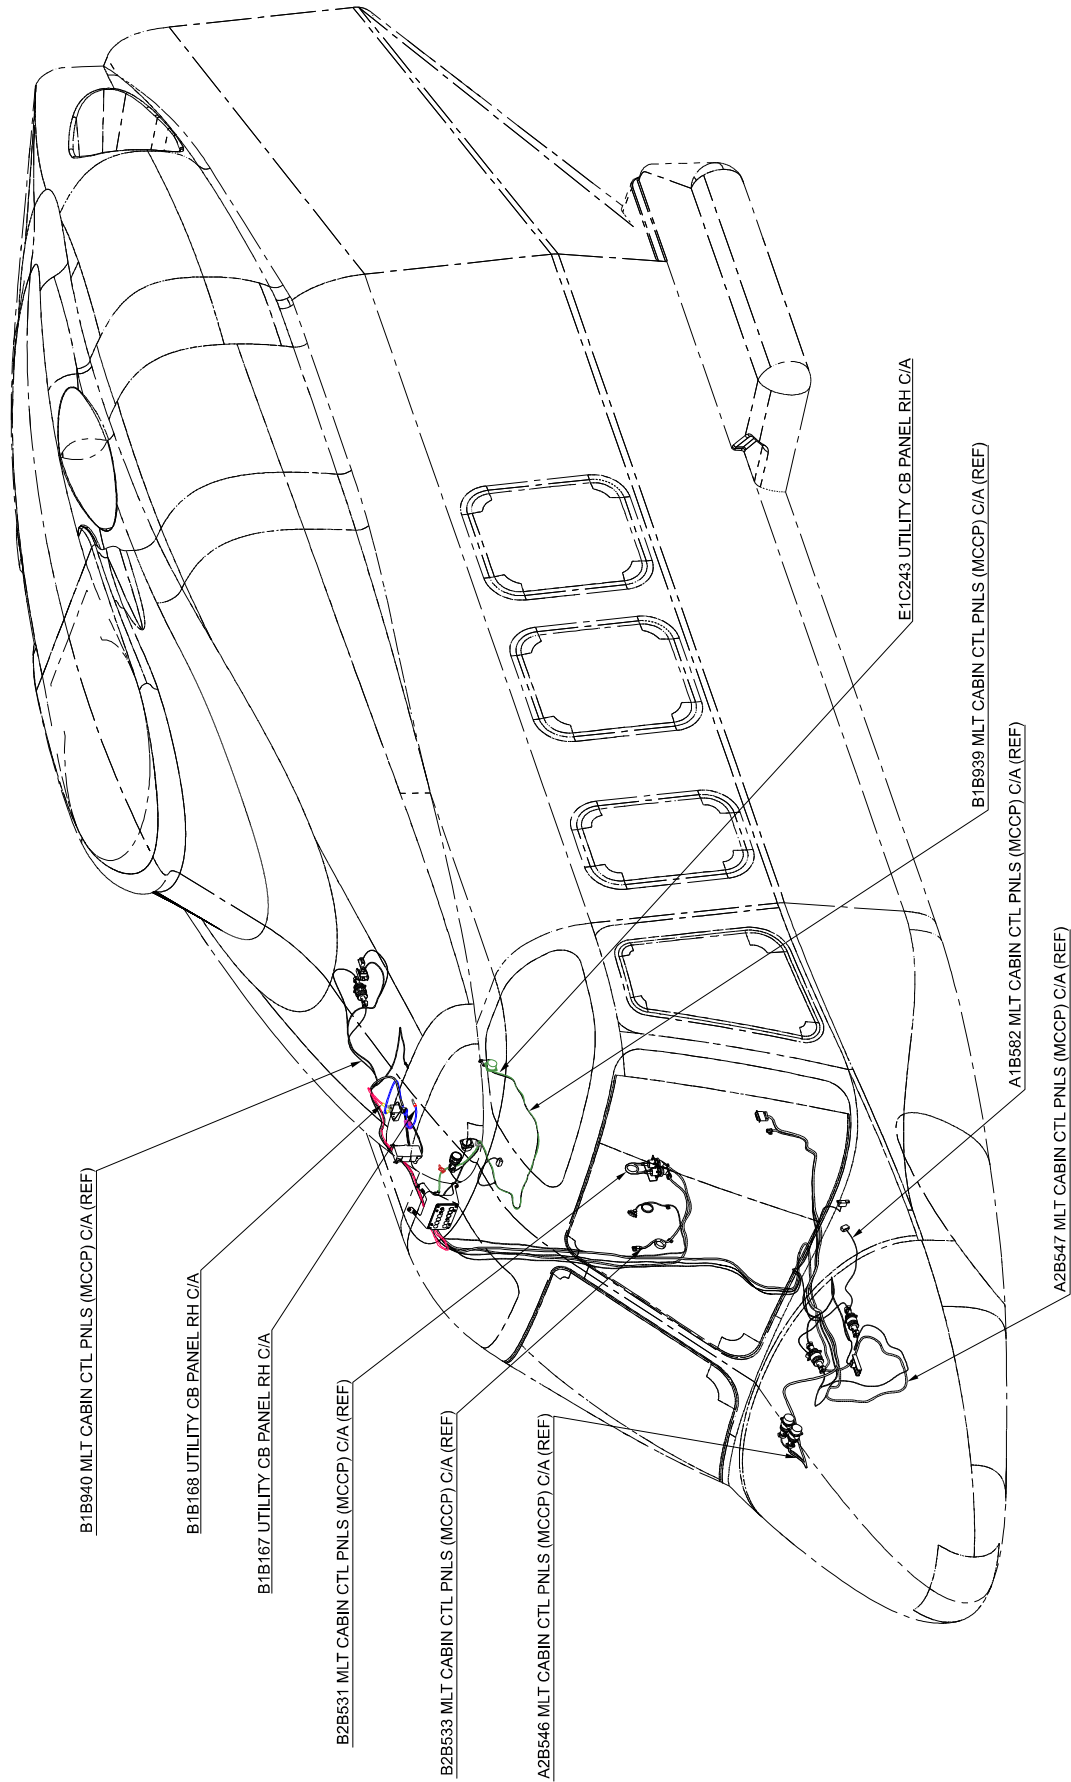 B1B940 MLT CABIN CTL PNLS (MCCP) C/A (REF)
B1B168 UTILITY CB PANEL RH C/A
B1B167 UTILITY CB PANEL RH C/A
B2B531 MLT CABIN CTL PNLS (MCCP) C/A (REF)
B2B533 MLT CABIN CTL PNLS (MCCP) C/A (REF)
A2B546 MLT CABIN CTL PNLS (MCCP) C/A (REF)
E1C243 UTILITY CB PANEL RH C/A
B1B939 MLT CABIN CTL PNLS (MCCP) C/A (REF)
A1B582 MLT CABIN CTL PNLS (MCCP) C/A (REF)
A2B547 MLT CABIN CTL PNLS (MCCP) C/A (REF)